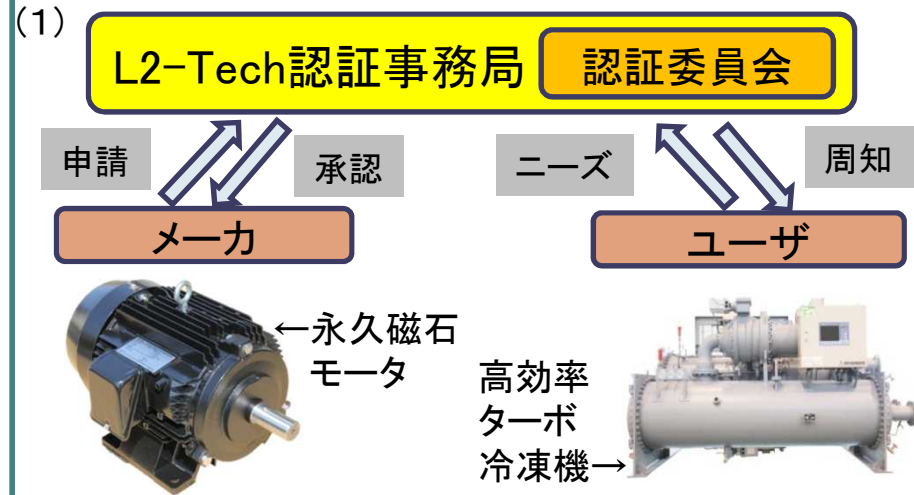 (1)
L2-Tech認証事務局 認証委員会
申請
承認
ニーズ
周知
メーカ
ユーザ
←永久磁石
モータ
高効率
ターボ
冷凍機→